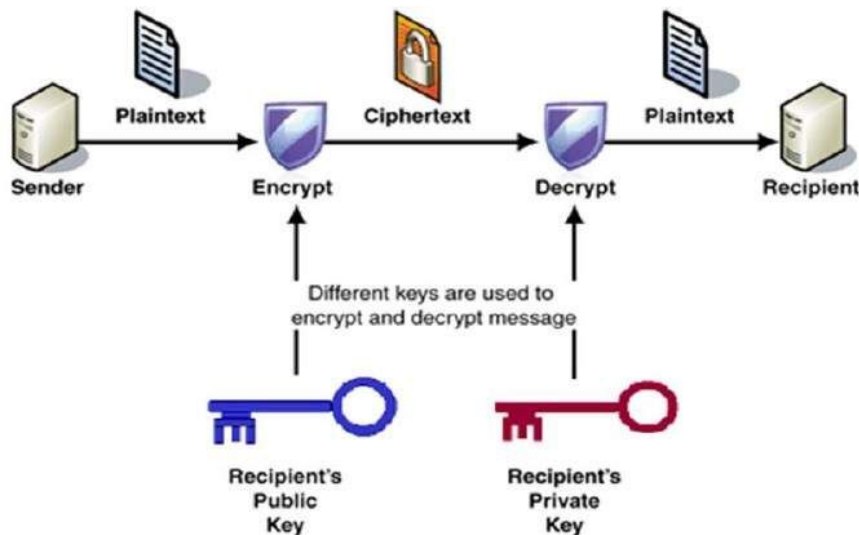 Plaintext
Ciphertext
Plaintext
Sender
Encrypt
Decrypt
Recipient
Different keys are used to
encrypt and decrypt message
Recipient's
Public
Key
Recipient's
Private
Key